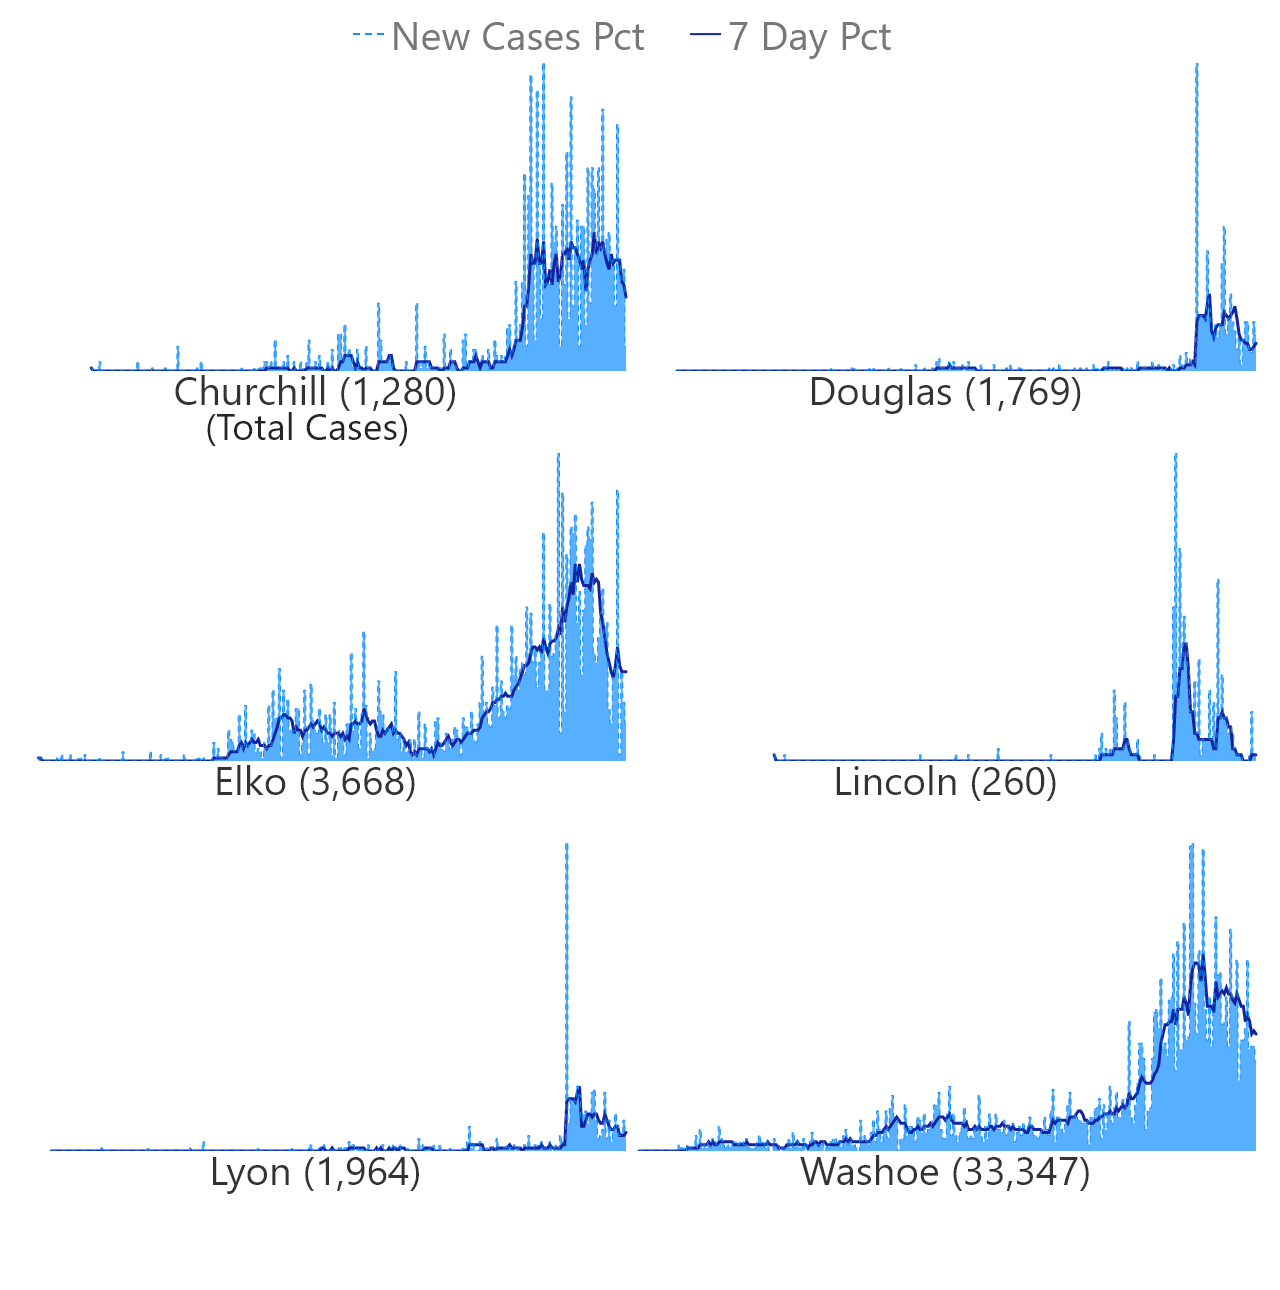 New Cases Pct 7 Day Pct
Churchill (1,280) Douglas (1,769)
(Total Cases)
Elko (3,668) Lincoln (260)
Lyon (1,964) Washoe (33,347)